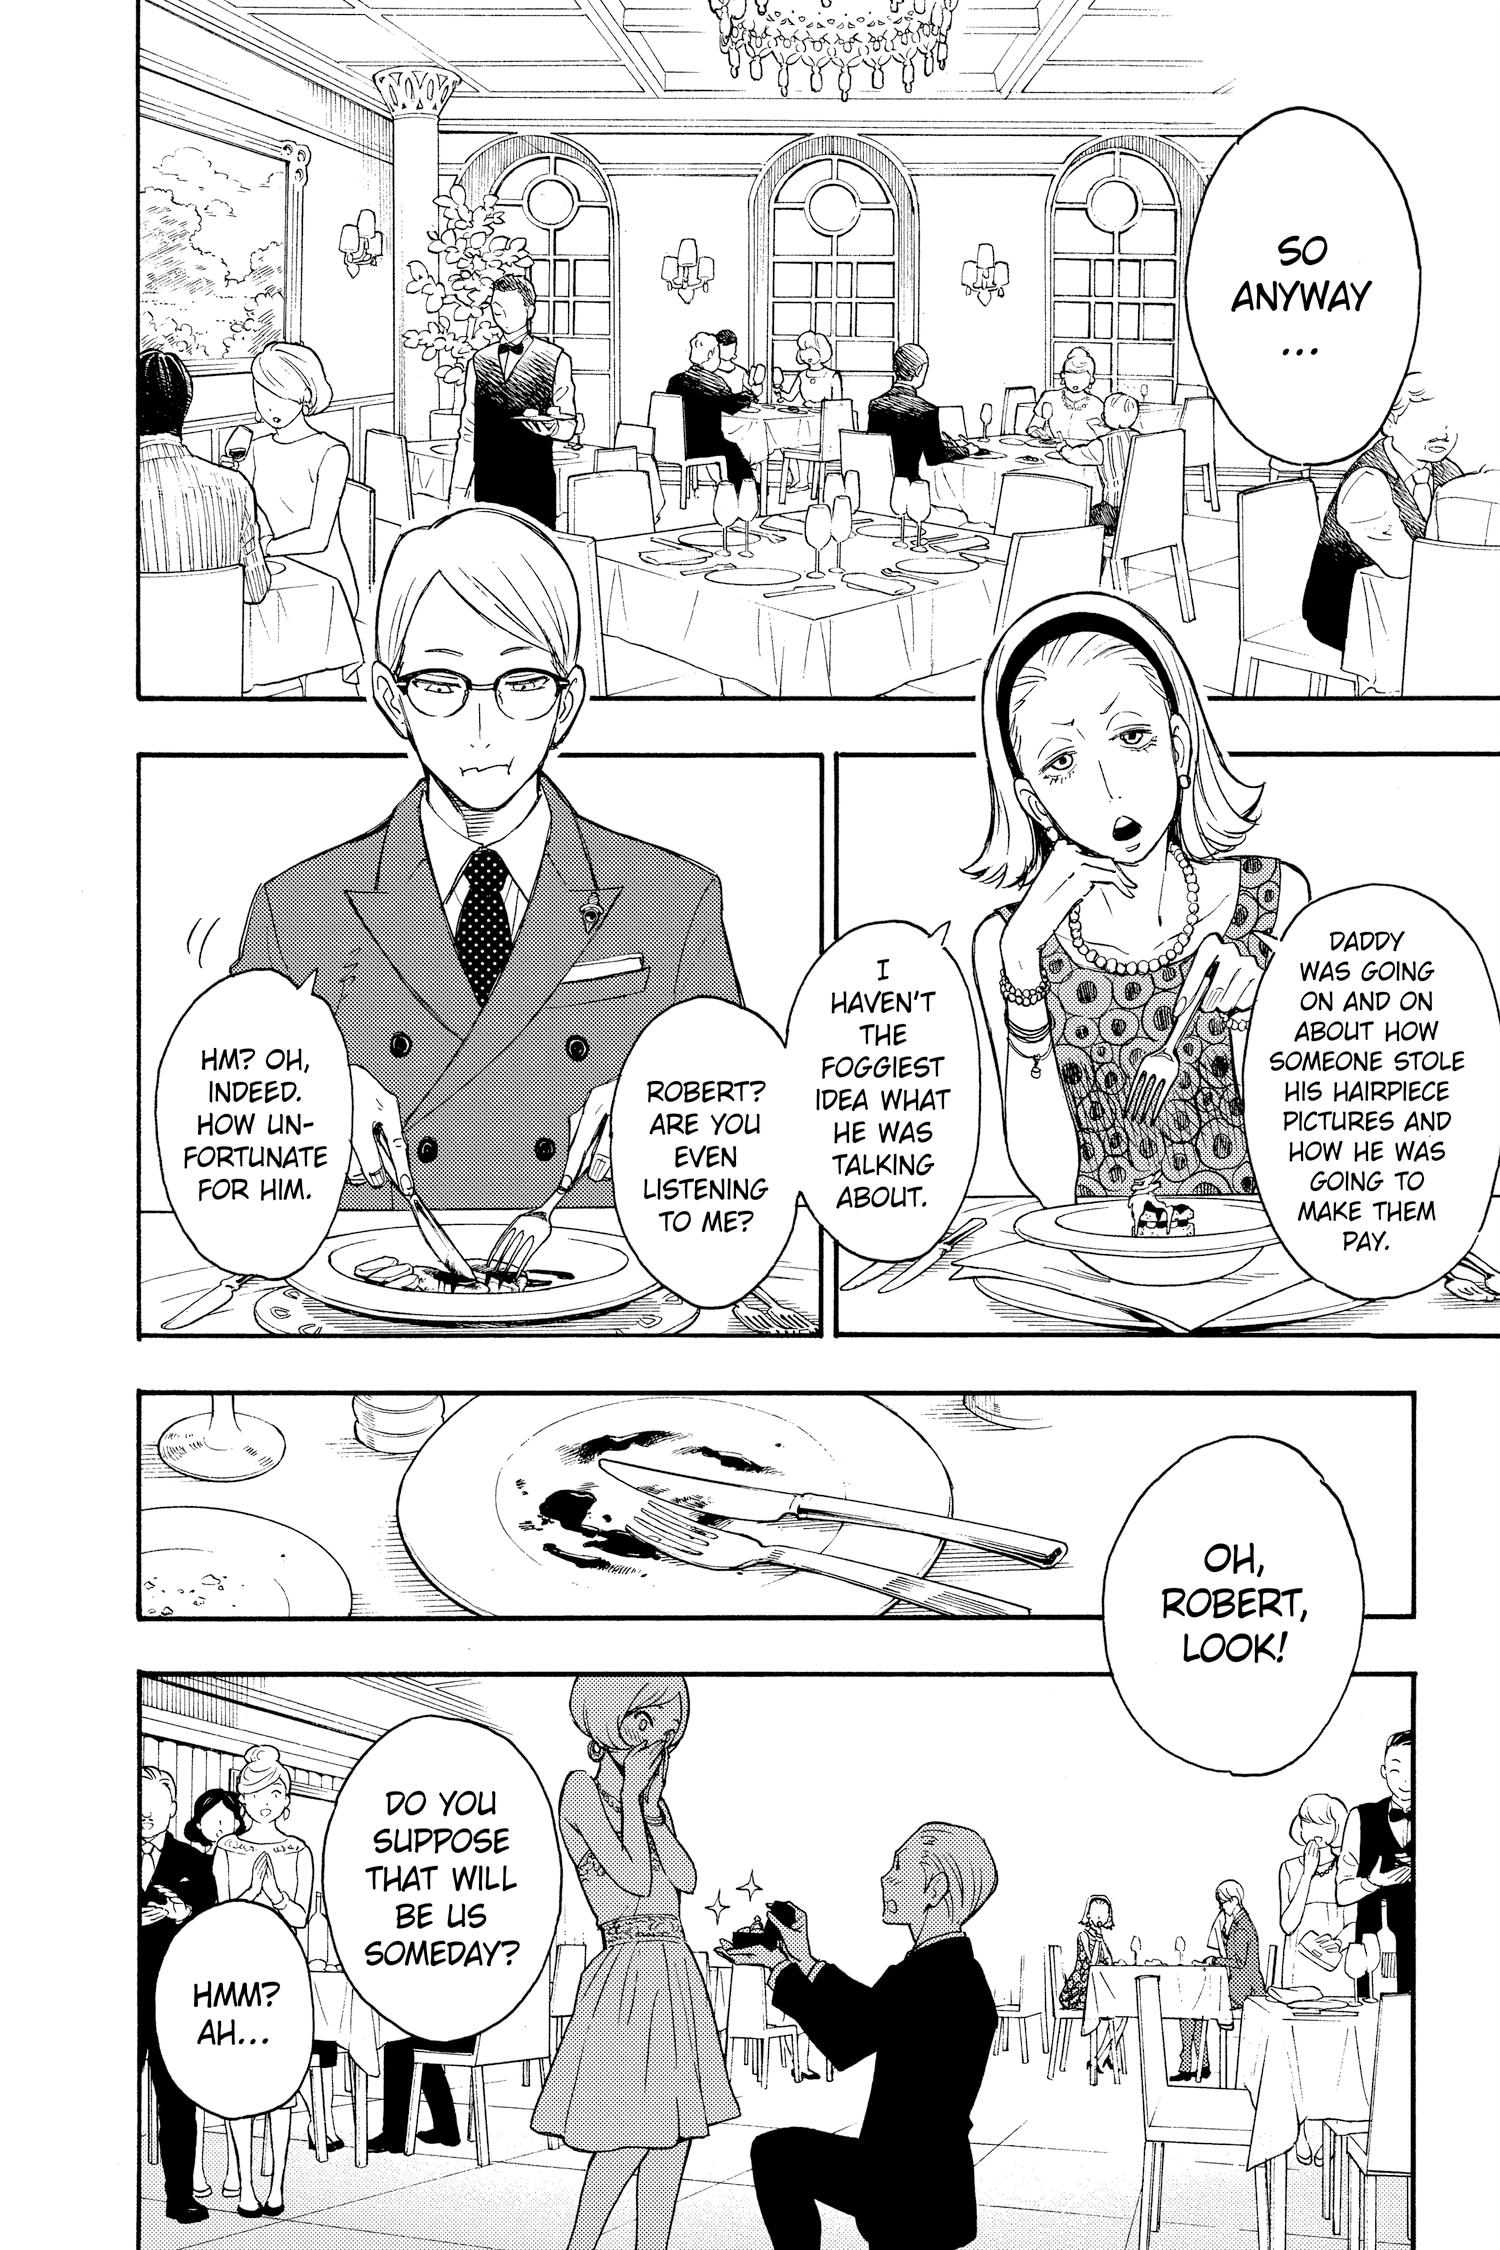 SO
ANYWAY
...
DADDY
WAS GOING
ON AND ON
ABOUT HOW
SOMEONE STOLE
HIS HAIRPIECE
PICTURES AND
HOW HE WAS
GOING TO
MAKE THEM
PAY.
I
HAVEN'T
THE
FOGGIEST
IDEA WHAT
HE WAS
TALKING
ABOUT.
ROBERT?
ARE YOU
EVEN
LISTENING
TO ME?
HM? OH,
INDEED.
HOW UN-
FORTUNATE
FOR HIM.
OH,
ROBERT,
LOOK!
DO YOU
SUPPOSE
THAT WILL
BE US
SOMEDAY?
HMM?
AH...